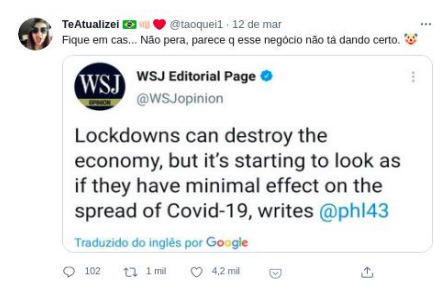 TeAtualizei 🇧🇷 🤚🏻 ❤️ @taoquei1 · 12 de mar
Fique em cas... Não pera, parece q esse negócio não tá dando certo. 🤡
WSJ
OPINION
WSJ Editorial Page
@WSJopinion
Lockdowns can destroy the
economy, but it's starting to look as
if they have minimal effect on the
spread of Covid-19, writes @phl43
Traduzido do inglês por Google
102 1 mil 4,2 mil